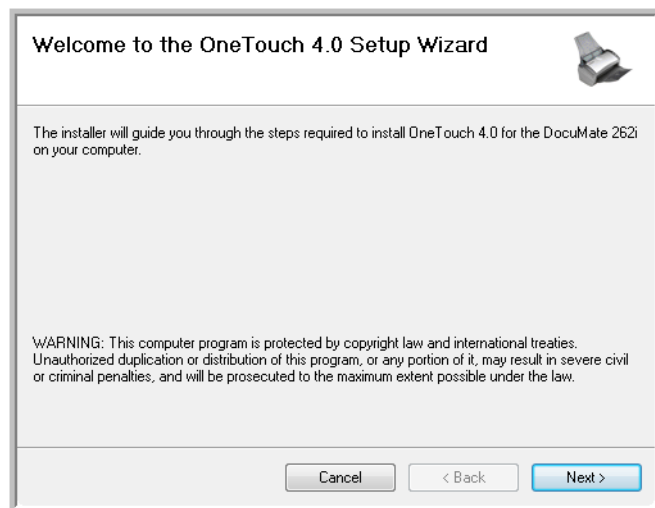 Welcome to the OneTouch 4.0 Setup Wizard
The installer will guide you through the steps required to install OneTouch 4.0 for the DocuMate 262i
on your computer.
WARNING: This computer program is protected by copyright law and international treaties.
Unauthorized duplication or distribution of this program, or any portion of it, may result in severe civil
or criminal penalties, and will be prosecuted to the maximum extent possible under the law.
Cancel < Back Next >